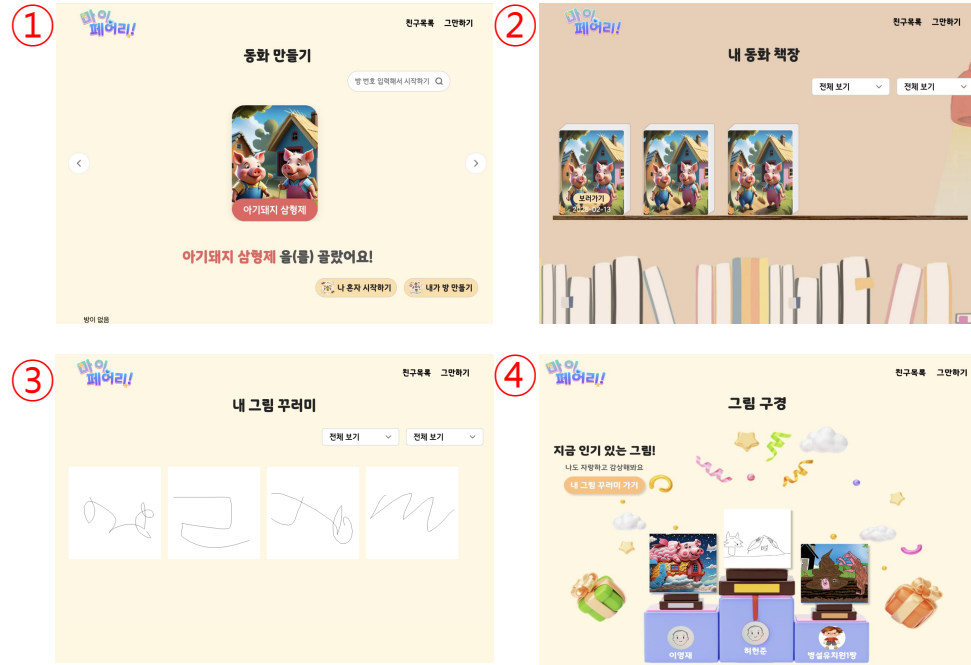 ①
마이
페어리!
친구목록 그만하기
동화 만들기
방 번호 입력해서 시작하기
아기돼지 삼형제
아기돼지 삼형제 을(를) 골랐어요!
나 혼자 시작하기
내가 방 만들기
방이 없음
②
마이
페어리!
친구목록 그만하기
내 동화 책장
전체 보기
전체 보기
보러가기
2025-02-13
③
마이
페어리!
친구목록 그만하기
내 그림 꾸러미
전체 보기
전체 보기
④
마이
페어리!
친구목록 그만하기
그림 구경
지금 인기 있는 그림!
나도 자랑하고 감상해봐요
내 그림 꾸러미 가기
이영재
허현준
병설유치원1짱